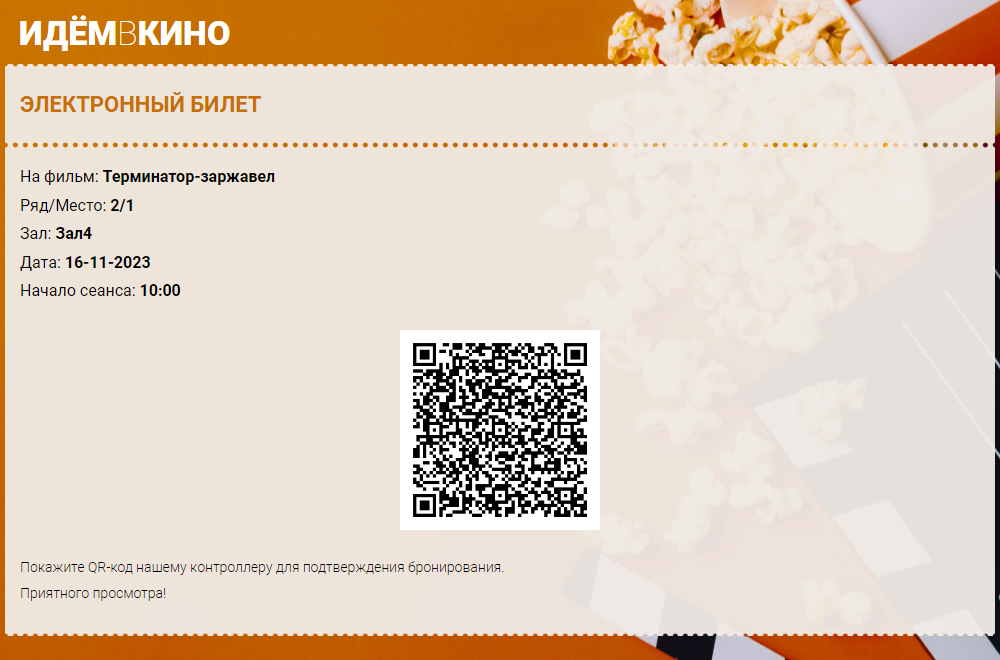 ИДЁМВКИНО
ЭЛЕКТРОННЫЙ БИЛЕТ
На фильм: Терминатор-заржавел
Ряд/Место: 2/1
Зал: Зал4
Дата: 16-11-2023
Начало сеанса: 10:00
Покажите QR-код нашему контроллеру для подтверждения бронирования.
Приятного просмотра!